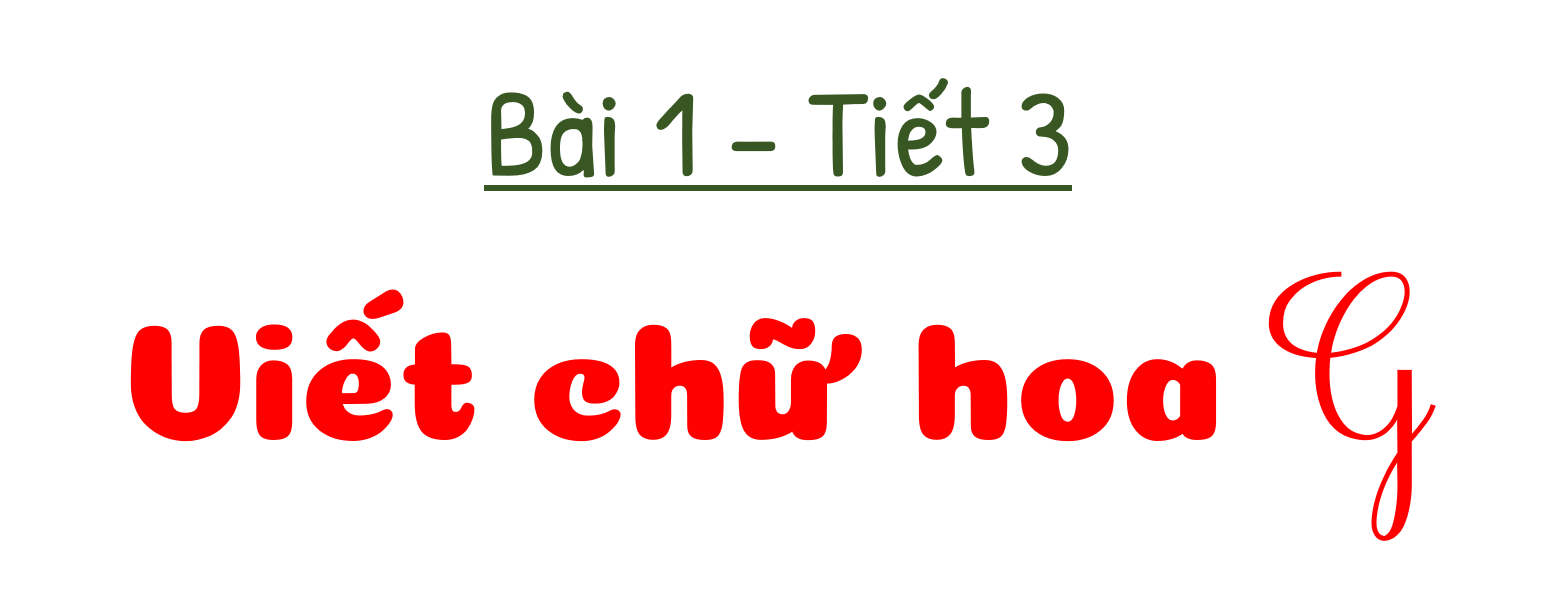 Bài 1 – Tiết 3
Viết chữ hoa G